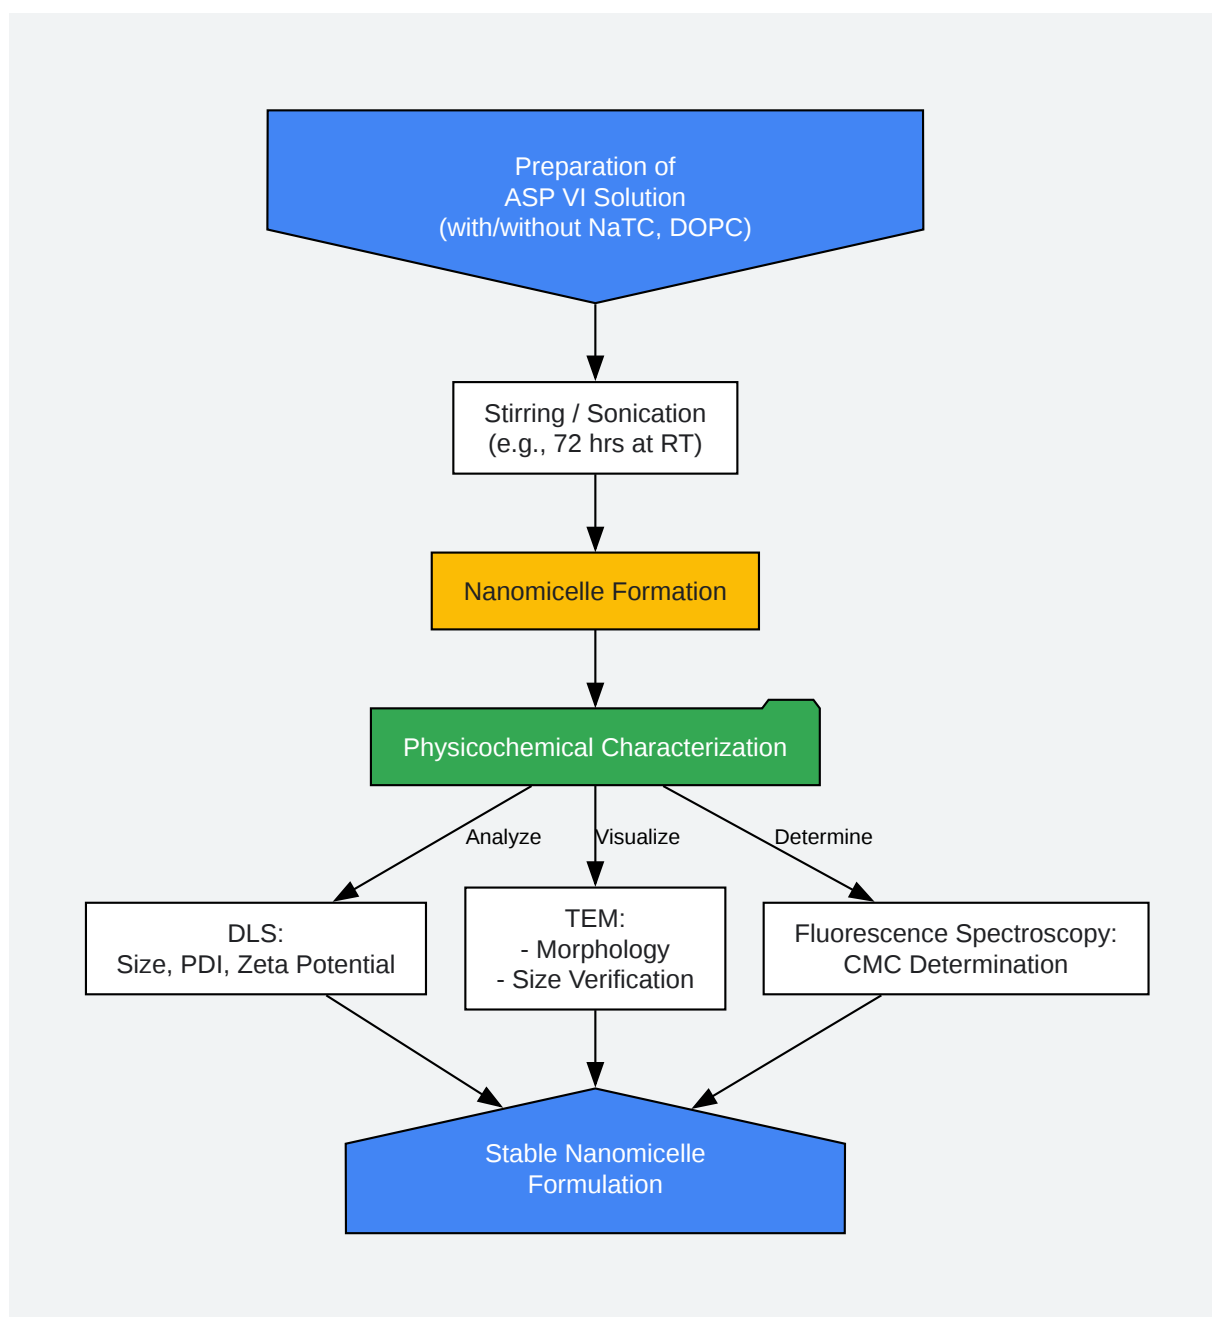 Preparation of
ASP VI Solution
(with/without NaTC, DOPC)
Stirring / Sonication
(e.g., 72 hrs at RT)
Nanomicelle Formation
Physicochemical Characterization
Analyze
Visualize
Determine
DLS:
Size, PDI, Zeta Potential
TEM:
- Morphology
- Size Verification
Fluorescence Spectroscopy:
CMC Determination
Stable Nanomicelle
Formulation